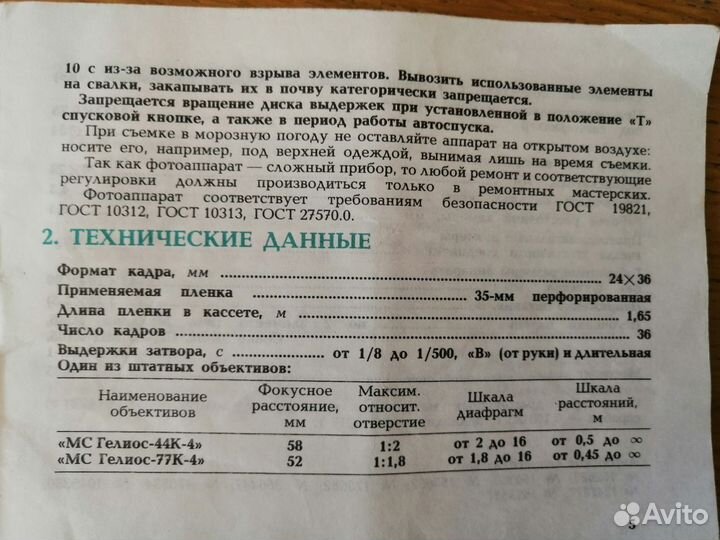 10 с из-за возможного взрыва элементов. Вывозить использованные элементы
на свалки, закапывать их в почву категорически запрещается.
Запрещается вращение диска выдержек при установленной в положение «Т»
спусковой кнопке, а также в период работы автоспуска.
При съемке в морозную погоду не оставляйте аппарат на открытом воздухе:
носите его, например, под верхней одеждой, вынимая лишь на время съемки.
Так как фотоаппарат — сложный прибор, то любой ремонт и соответствующие
регулировки должны производиться только в ремонтных мастерских.
Фотоаппарат соответствует требованиям безопасности ГОСТ 19821,
ГОСТ 10312, ГОСТ 10313, ГОСТ 27570.0.
2. ТЕХНИЧЕСКИЕ ДАННЫЕ
Формат кадра, мм ........ 24×36
Применяемая пленка ........ 35-мм перфорированная
Длина пленки в кассете, м ........ 1,65
Число кадров ........ 36
Выдержки затвора, с ........ от 1/8 до 1/500, «В» (от руки) и длительная
Один из штатных объективов:
Наименование объективов | Фокусное расстояние, мм | Максим. относит. отверстие | Шкала диафрагм | Шкала расстояний, м
«МС Гелиос-44К-4» 58 1:2 от 2 до 16 от 0,5 до ∞
«МС Гелиос-77К-4» 52 1:1,8 от 1,8 до 16 от 0,45 до ∞
3
Avito